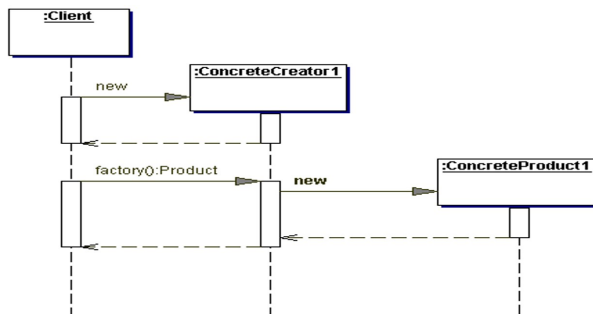 :Client
:ConcreteCreator1
new
factory():Product
new
:ConcreteProduct1